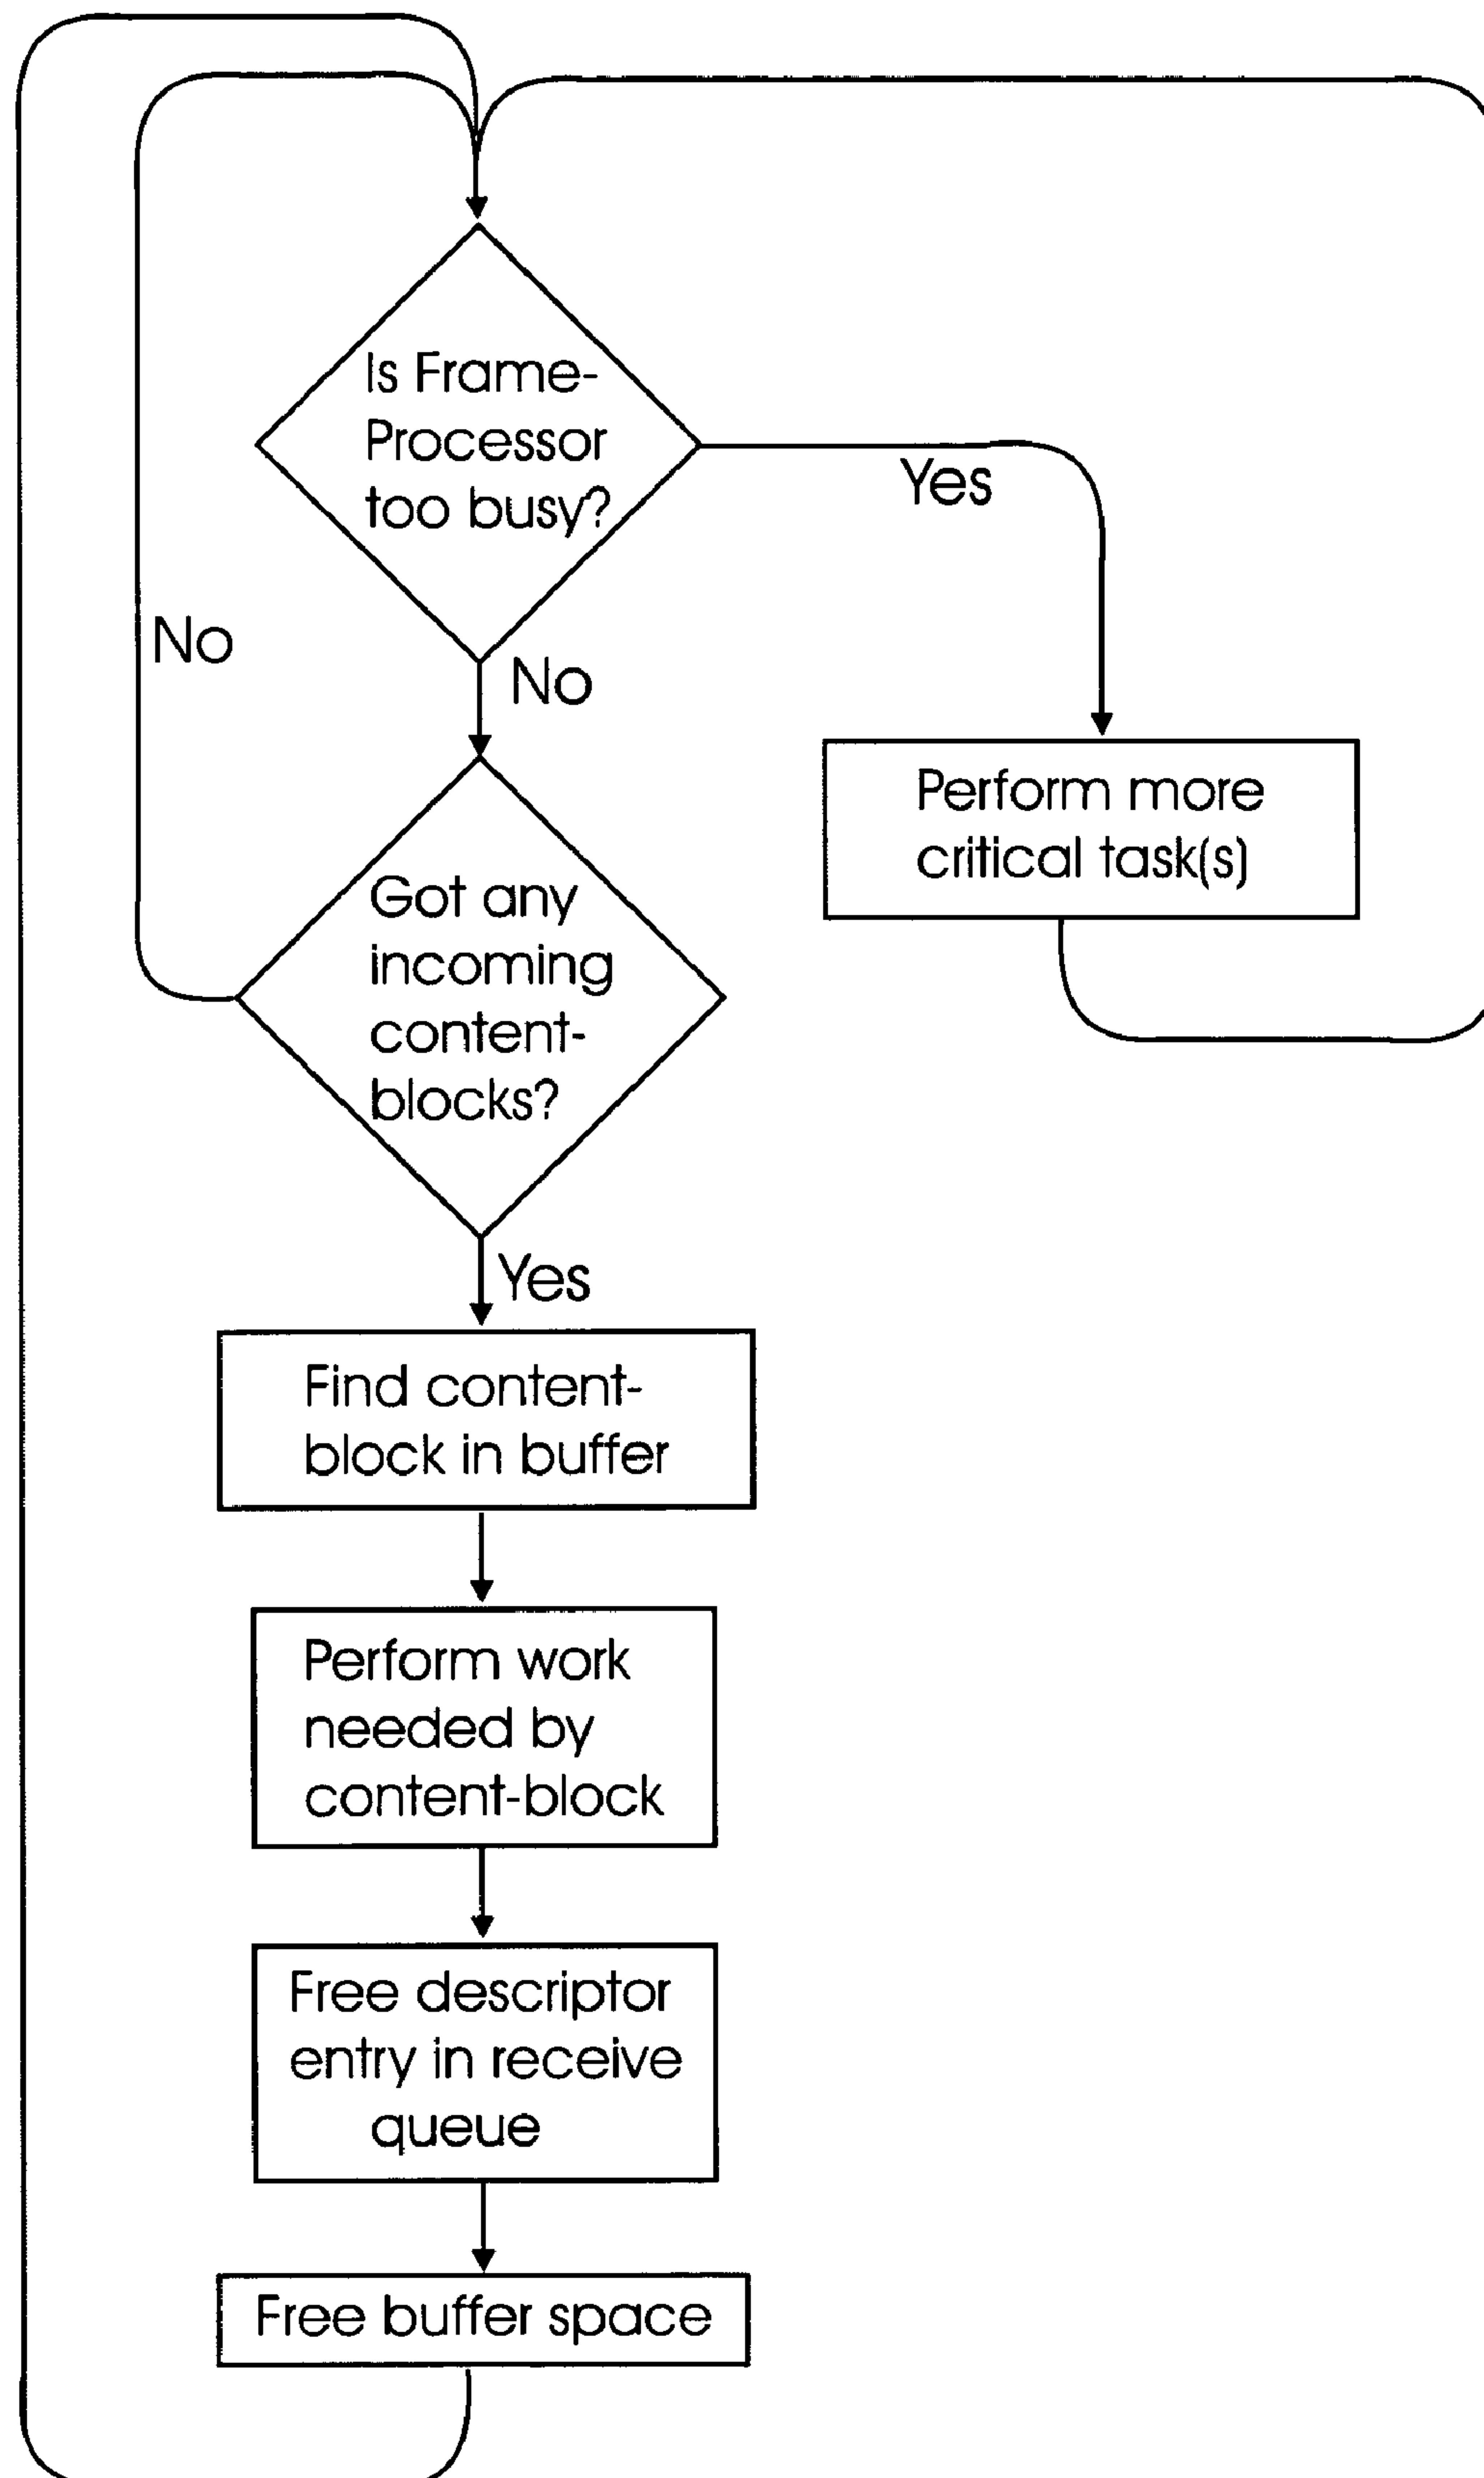 Is Frame-
Processor
too busy?
Yes
No
No
Perform more
critical task(s)
Got any
incoming
content-
blocks?
Yes
Find content-
block in buffer
Perform work
needed by
content-block
Free descriptor
entry in receive
queue
Free buffer space